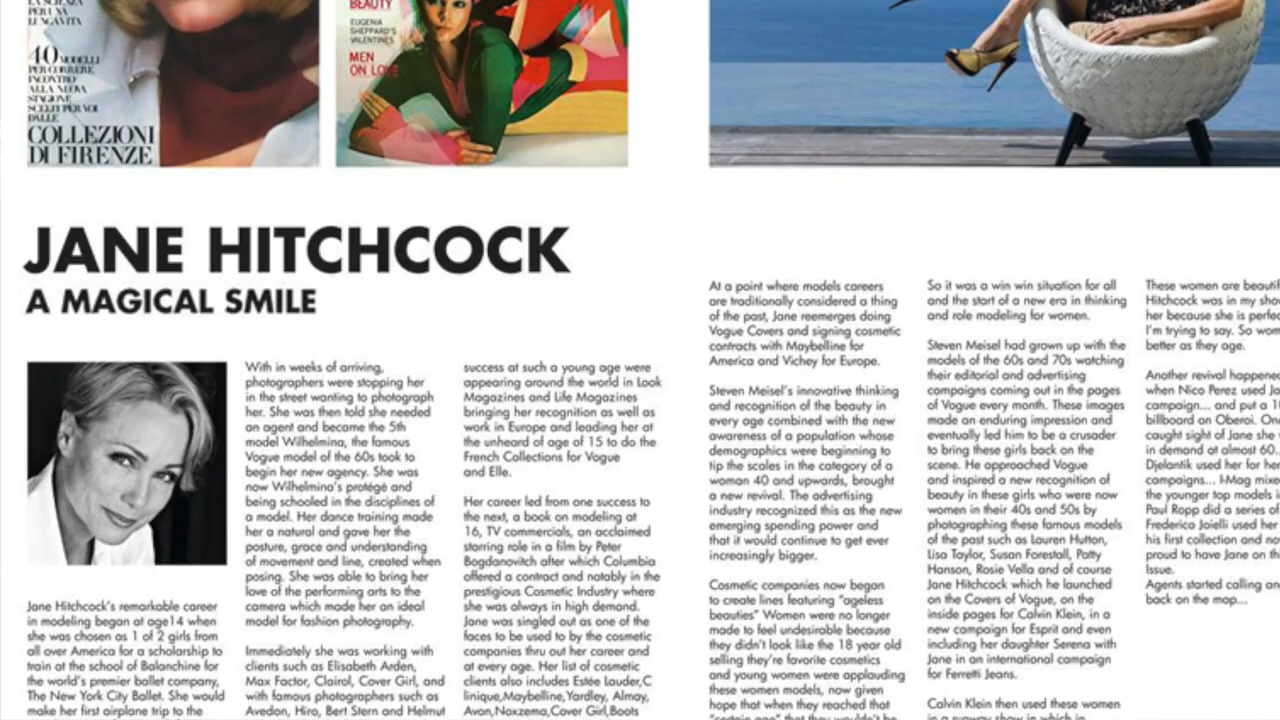 LA SCIENZA
PER UNA
LUNGA VITA
40 MODELLI
PER CORRERE
INCONTRO
ALLA NUOVA
STAGIONE
SCELTI PER VOI
DALLE
COLLEZIONI
DI FIRENZE
BEAUTY
EUGENIA
SHEPPARD'S
VALENTINES
MEN
ON LOVE
JANE HITCHCOCK
A MAGICAL SMILE
Jane Hitchcock's remarkable career
in modeling began at age14 when
she was chosen as 1 of 2 girls from
all over America for a scholarship to
train at the school of Balanchine for
the world's premier ballet company,
The New York City Ballet. She would
make her first airplane trip to the
With in weeks of arriving,
photographers were stopping her
in the street wanting to photograph
her. She was then told she needed
an agent and became the 5th
model Wilhelmina, the famous
Vogue model of the 60s took to
begin her new agency. She was
now Wilhelmina's protégé and
being schooled in the disciplines of
a model. Her dance training made
her a natural and gave her the
posture, grace and understanding
of movement and line, created when
posing. She was able to bring her
love of the performing arts to the
camera which made her an ideal
model for fashion photography.
Immediately she was working with
clients such as Elisabeth Arden,
Max Factor, Clairol, Cover Girl, and
with famous photographers such as
Avedon, Hiro, Bert Stern and Helmut
success at such a young age were
appearing around the world in Look
Magazines and Life Magazines
bringing her recognition as well as
work in Europe and leading her at
the unheard of age of 15 to do the
French Collections for Vogue
and Elle.
Her career led from one success to
the next, a book on modeling at
16, TV commercials, an acclaimed
starring role in a film by Peter
Bogdanovitch after which Columbia
offered a contract and notably in the
prestigious Cosmetic Industry where
she was always in high demand.
Jane was singled out as one of the
faces to be used to by the cosmetic
companies thru out her career and
at every age. Her list of cosmetic
clients also includes Estée Lauder,C
linique,Maybelline,Yardley, Almay,
Avon,Noxzema,Cover Girl,Boots
At a point where models careers
are traditionally considered a thing
of the past, Jane reemerges doing
Vogue Covers and signing cosmetic
contracts with Maybelline for
America and Vichey for Europe.
Steven Meisel's innovative thinking
and recognition of the beauty in
every age combined with the new
awareness of a population whose
demographics were beginning to
tip the scales in the category of a
woman 40 and upwards, brought
a new revival. The advertising
industry recognized this as the new
emerging spending power and
that it would continue to get ever
increasingly bigger.
Cosmetic companies now began
to create lines featuring "ageless
beauties" Women were no longer
made to feel undesirable because
they didn't look like the 18 year old
selling they're favorite cosmetics
and young women were applauding
these women models, now given
hope that when they reached that
"certain age" that they wouldn't be
So it was a win win situation for all
and the start of a new era in thinking
and role modeling for women.
Steven Meisel had grown up with the
models of the 60s and 70s watching
their editorial and advertising
campaigns coming out in the pages
of Vogue every month. These images
made an enduring impression and
eventually led him to be a crusader
to bring these girls back on the
scene. He approached Vogue
and inspired a new recognition of
beauty in these girls who were now
women in their 40s and 50s by
photographing these famous models
of the past such as Lauren Hutton,
Lisa Taylor, Susan Forestall, Patty
Hanson, Rosie Vella and of course
Jane Hitchcock which he launched
on the Covers of Vogue, on the
inside pages for Calvin Klein, in a
new campaign for Esprit and even
including her daughter Serena with
Jane in an international campaign
for Ferretti Jeans.
Calvin Klein then used these women
in a runway show in which in
These women are beautif
Hitchcock was in my sho
her because she is perfe
I'm trying to say. So wom
better as they age.
Another revival happene
when Nico Perez used Ja
campaign... and put a 1
billboard on Oberoi. On
caught sight of Jane she
in demand at almost 60..
Djelantik used her for he
campaigns... I-Mag mixe
the younger top models i
Paul Ropp did a series of
Frederico Joielli used her
his first collection and no
proud to have Jane on th
Issue.
Agents started calling an
back on the map...